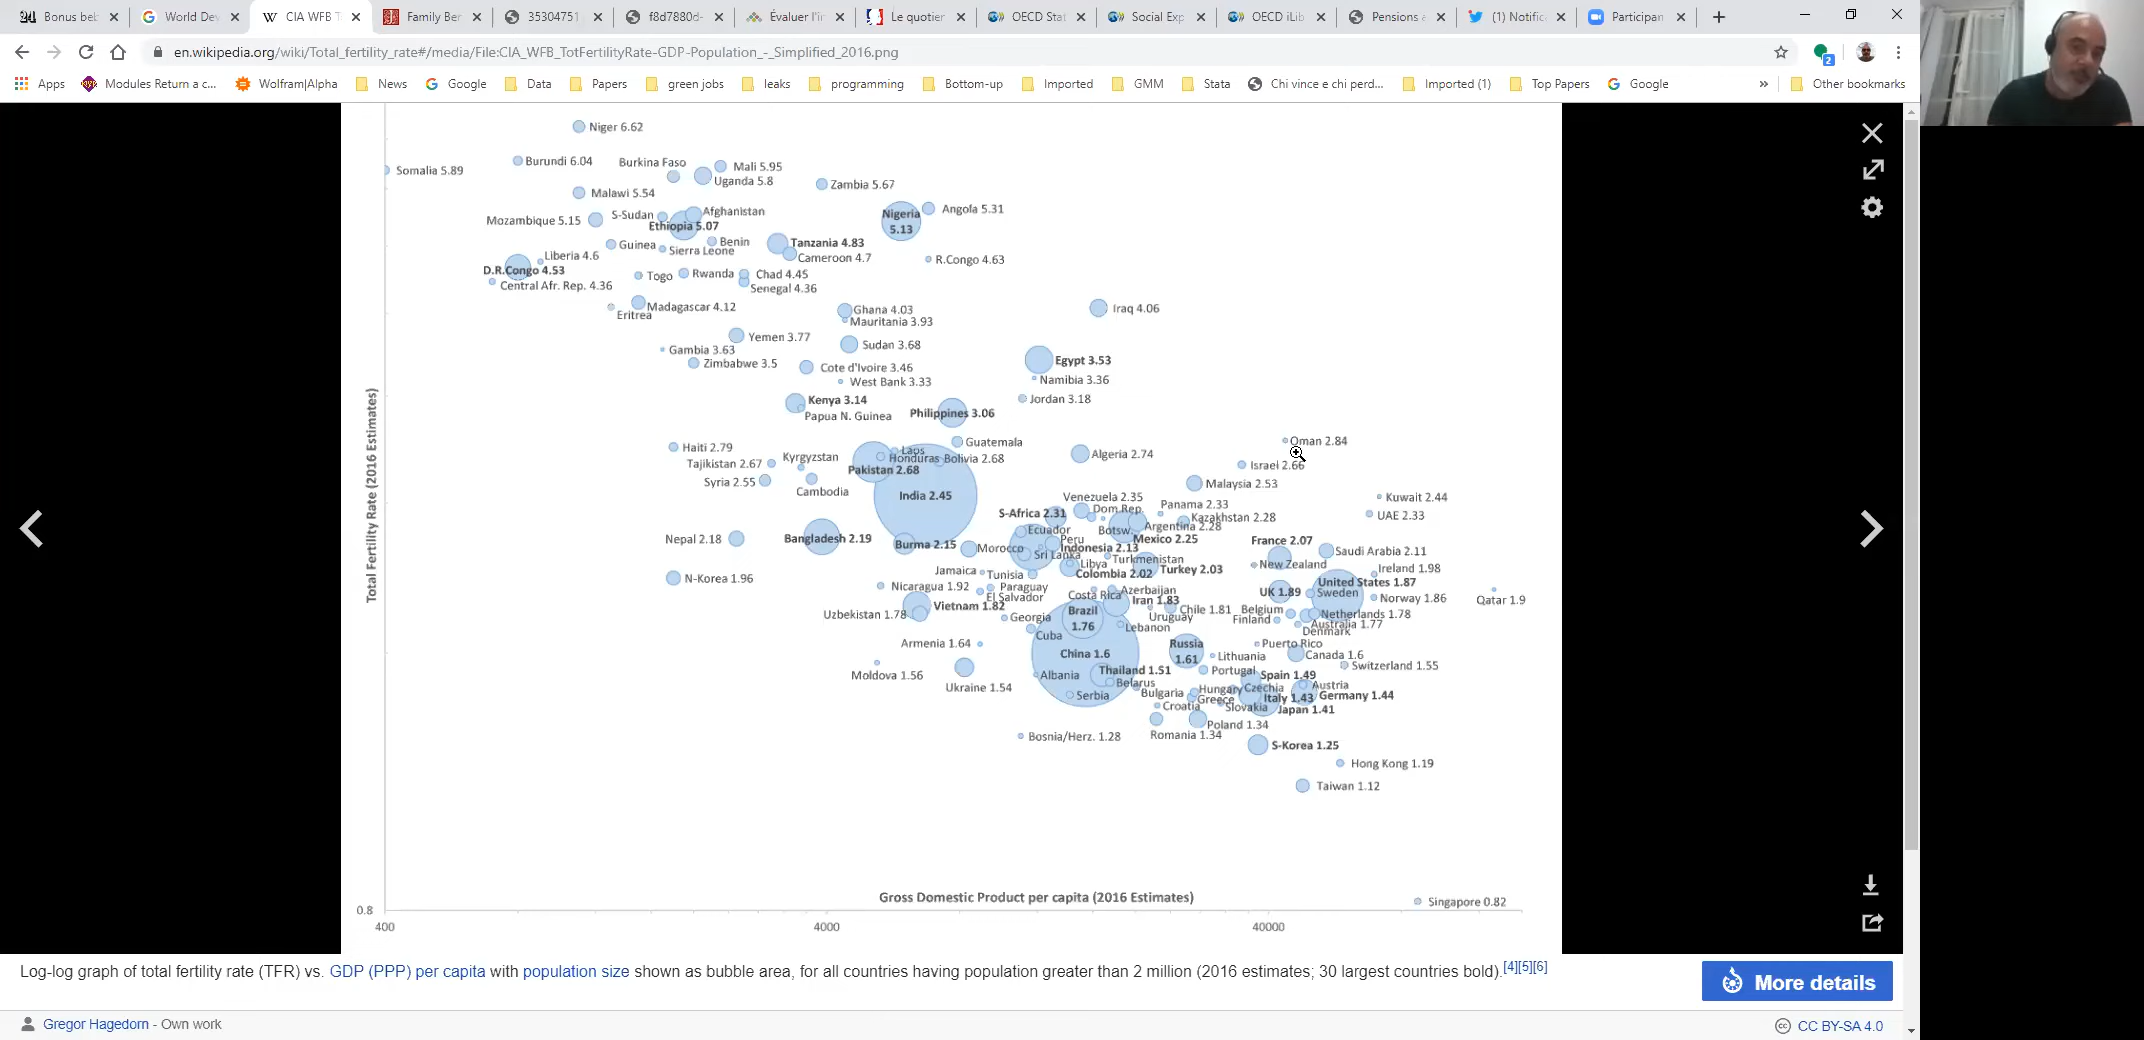 Bonus beb
World Dev
CIA WFB T
Family Ber
35304751
f8d7880d-
Évaluer l'ir
Le quotier
OECD Stat
Social Exp
OECD iLib
Pensions a
(1) Notific
Participan
en.wikipedia.org/wiki/Total_fertility_rate#/media/File:CIA_WFB_TotFertilityRate-GDP-Population_-_Simplified_2016.png
2
Apps
Modules Return a c...
Wolfram|Alpha
News
Google
Data
Papers
green jobs
leaks
programming
Bottom-up
Imported
GMM
Stata
Chi vince e chi perd...
Imported (1)
Top Papers
Google
»
Other bookmarks
Niger 6.62
Burundi 6.04
Burkina Faso
Mali 5.95
Somalia 5.89
Uganda 5.8
Zambia 5.67
Malawi 5.54
Mozambique 5.15
S-Sudan
Afghanistan
Ethiopia 5.07
Nigeria
5.13
Angola 5.31
Guinea
Benin
Sierra Leone
Tanzania 4.83
Cameroon 4.7
Liberia 4.6
R.Congo 4.63
D.R.Congo 4.53
Central Afr. Rep. 4.36
Togo
Rwanda
Chad 4.45
Senegal 4.36
Eritrea
Madagascar 4.12
Ghana 4.03
Mauritania 3.93
Iraq 4.06
Yemen 3.77
Sudan 3.68
Gambia 3.63
Zimbabwe 3.5
Cote d'Ivoire 3.46
West Bank 3.33
Egypt 3.53
Namibia 3.36
Jordan 3.18
Kenya 3.14
Papua N. Guinea
Philippines 3.06
Total Fertility Rate (2016 Estimates)
Haiti 2.79
Tajikistan 2.67
Kyrgyzstan
Syria 2.55
Cambodia
Laos
Honduras
Bolivia 2.68
Guatemala
Pakistan 2.68
India 2.45
Algeria 2.74
Oman 2.84
Israel 2.66
Malaysia 2.53
Kuwait 2.44
UAE 2.33
Venezuela 2.35
Dom Rep.
Panama 2.33
Kazakhstan 2.28
S-Africa 2.31
Botsw.
Argentina 2.28
Ecuador
Peru
Mexico 2.25
Nepal 2.18
Bangladesh 2.19
Burma 2.15
Morocco
Sri Lanka
Indonesia 2.13
Libya
Turkmenistan
France 2.07
Saudi Arabia 2.11
New Zealand
Ireland 1.98
Jamaica
Tunisia
Colombia 2.02
Turkey 2.03
N-Korea 1.96
Nicaragua 1.92
Paraguay
El Salvador
Costa Rica
Azerbaijan
Iran 1.83
United States 1.87
UK 1.89
Sweden
Norway 1.86
Qatar 1.9
Uzbekistan 1.78
Vietnam 1.82
Georgia
Brazil
1.76
Uruguay
Chile 1.81
Belgium
Finland
Netherlands 1.78
Australia 1.77
Denmark
Cuba
Lebanon
Armenia 1.64
China 1.6
Russia
1.61
Lithuania
Puerto Rico
Canada 1.6
Switzerland 1.55
Moldova 1.56
Ukraine 1.54
Albania
Thailand 1.51
Belarus
Serbia
Bulgaria
Portugal
Hungary
Czechia
Greece
Spain 1.49
Austria
Italy 1.43
Germany 1.44
Croatia
Slovakia
Japan 1.41
Poland 1.34
Bosnia/Herz. 1.28
Romania 1.34
S-Korea 1.25
Hong Kong 1.19
Taiwan 1.12
Gross Domestic Product per capita (2016 Estimates)
Singapore 0.82
0.8
400
4000
40000
Log-log graph of total fertility rate (TFR) vs. GDP (PPP) per capita with population size shown as bubble area, for all countries having population greater than 2 million (2016 estimates; 30 largest countries bold).[4][5][6]
More details
Gregor Hagedorn - Own work
CC BY-SA 4.0